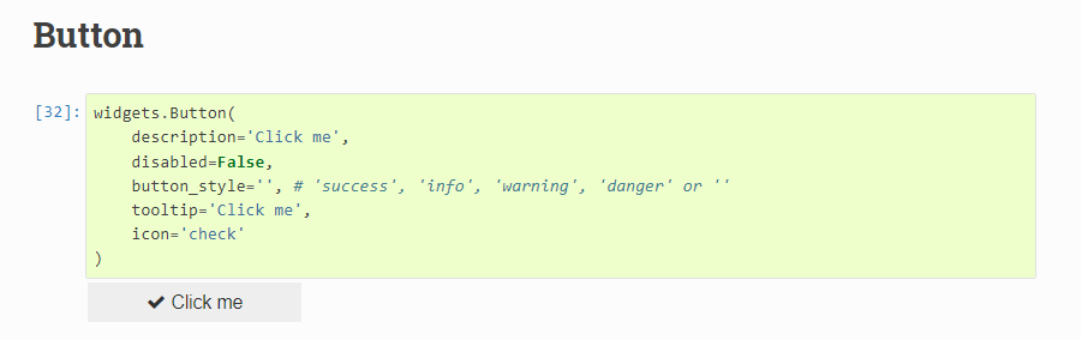 Button
[32]: widgets.Button(
    description='Click me',
    disabled=False,
    button_style='', # 'success', 'info', 'warning', 'danger' or ''
    tooltip='Click me',
    icon='check'
)
✔ Click me